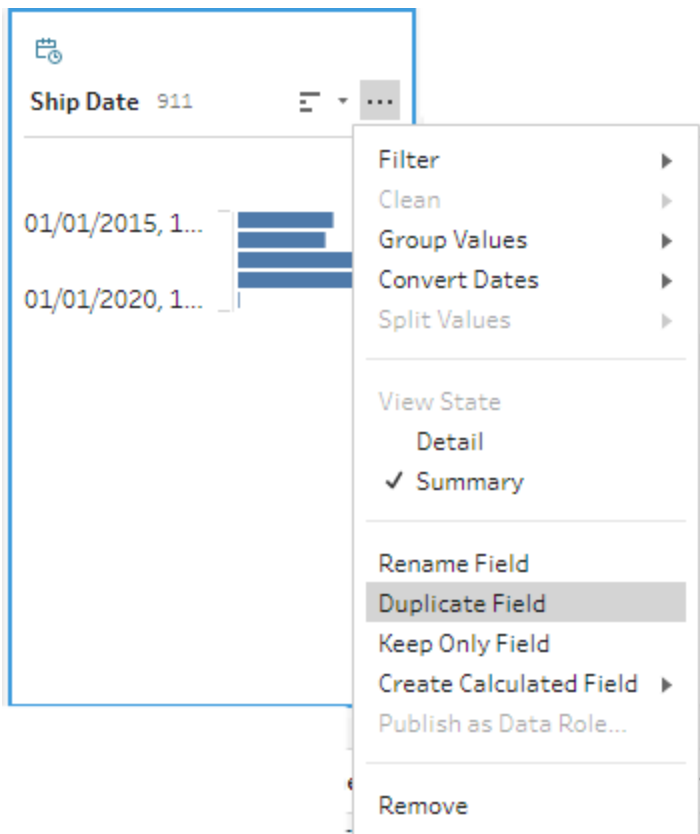 Ship Date 911
...
Filter
Clean
01/01/2015, 1...
Group Values
Convert Dates
01/01/2020, 1...
Split Values
View State
Detail
✓ Summary
Rename Field
Duplicate Field
Keep Only Field
Create Calculated Field
Publish as Data Role...
Remove